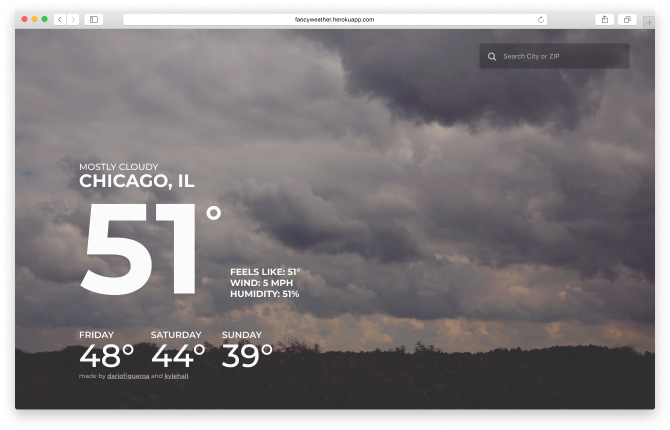 fancyweather.herokuapp.com
Search City or ZIP
MOSTLY CLOUDY
CHICAGO, IL
51°
FEELS LIKE: 51°
WIND: 5 MPH
HUMIDITY: 51%
FRIDAY SATURDAY SUNDAY
48° 44° 39°
made by dariofigueroa and kylehall